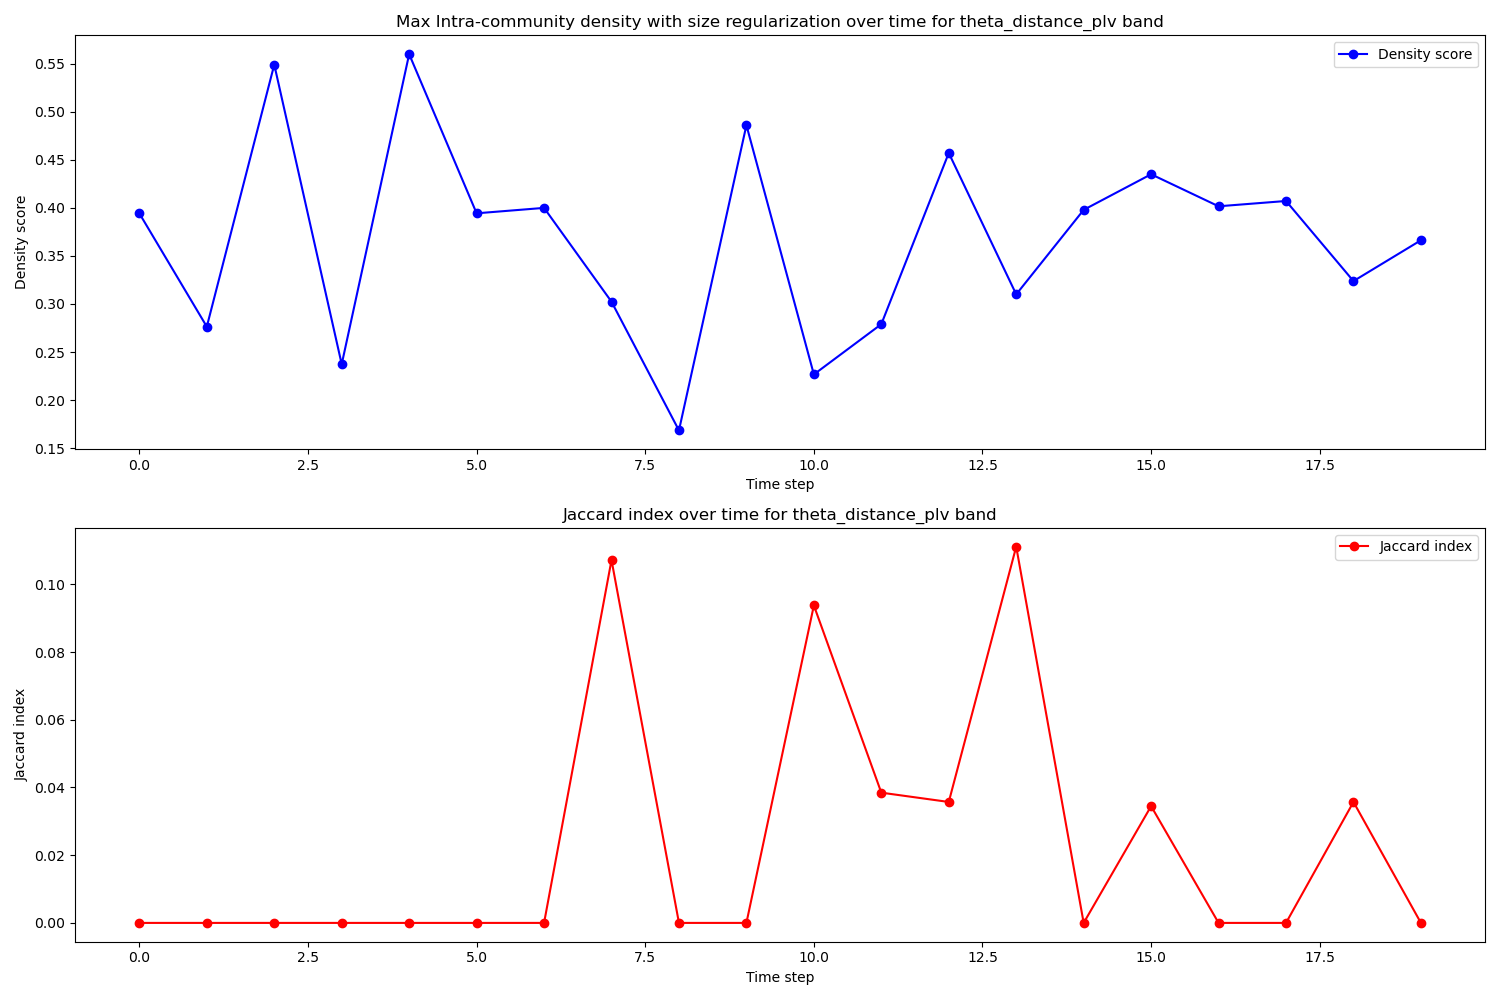 Max Intra-community density with size regularization over time for theta_distance_plv band
Density score
0.55
0.50
0.45
0.40
0.35
0.30
0.25
0.20
0.15
Density score
0.0 2.5 5.0 7.5 10.0 12.5 15.0 17.5
Time step
Jaccard index over time for theta_distance_plv band
Jaccard index
0.10
0.08
0.06
0.04
0.02
0.00
Jaccard index
0.0 2.5 5.0 7.5 10.0 12.5 15.0 17.5
Time step